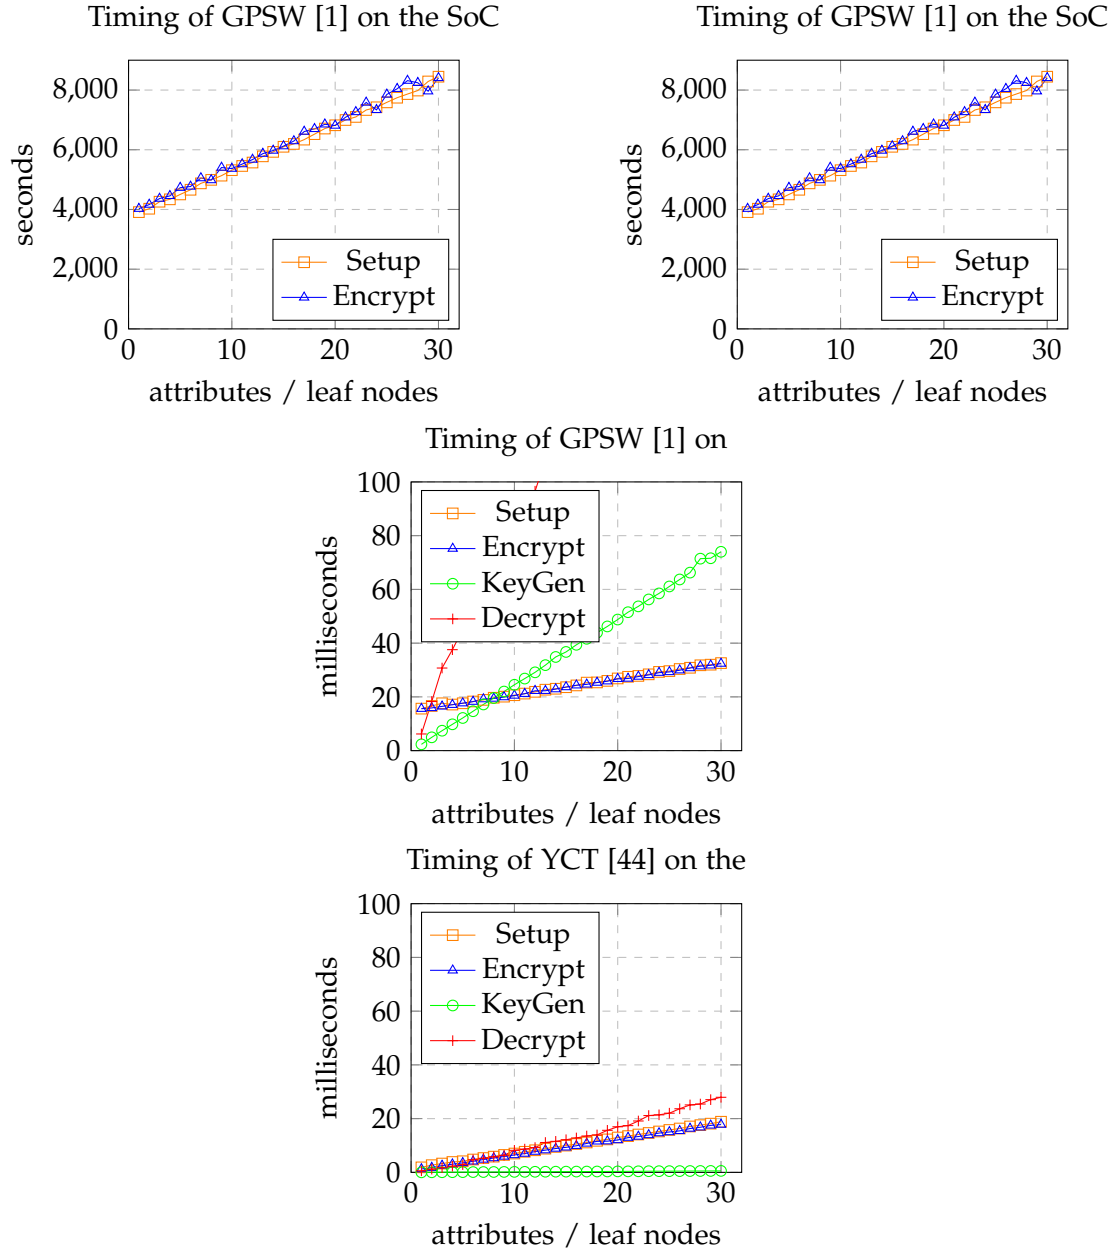 Timing of GPSW [1] on the SoC
8,000
6,000
4,000
2,000
0
seconds
Setup
Encrypt
0 10 20 30
attributes / leaf nodes
Timing of GPSW [1] on the SoC
8,000
6,000
4,000
2,000
0
seconds
Setup
Encrypt
0 10 20 30
attributes / leaf nodes
Timing of GPSW [1] on
100
80
60
40
20
0
milliseconds
Setup
Encrypt
KeyGen
Decrypt
0 10 20 30
attributes / leaf nodes
Timing of YCT [44] on the
100
80
60
40
20
0
milliseconds
Setup
Encrypt
KeyGen
Decrypt
0 10 20 30
attributes / leaf nodes